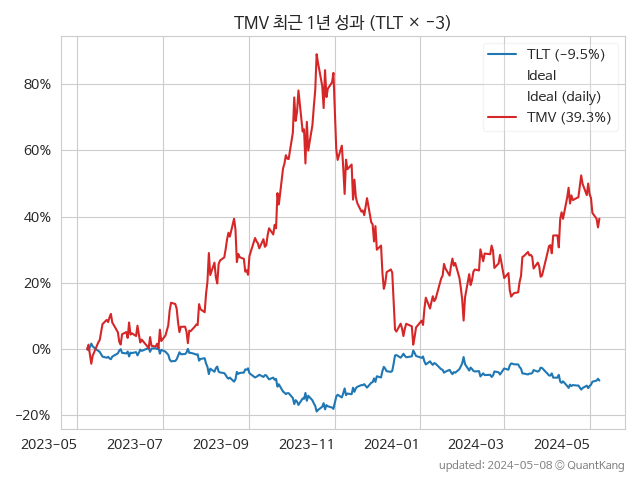 TMV 최근 1년 성과 (TLT × −3)
TLT (−9.5%)
Ideal
Ideal (daily)
TMV (39.3%)
80%
60%
40%
20%
0%
−20%
2023-05
2023-07
2023-09
2023-11
2024-01
2024-03
2024-05
updated: 2024-05-08 © QuantKang